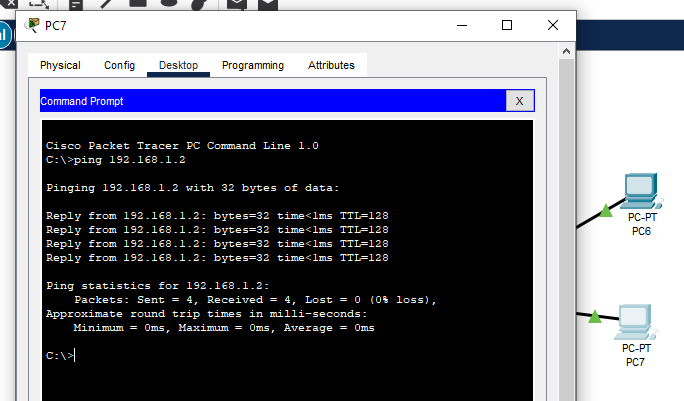 PC7
Physical Config Desktop Programming Attributes
Command Prompt
X
Cisco Packet Tracer PC Command Line 1.0
C:\>ping 192.168.1.2
Pinging 192.168.1.2 with 32 bytes of data:
Reply from 192.168.1.2: bytes=32 time<1ms TTL=128
Reply from 192.168.1.2: bytes=32 time<1ms TTL=128
Reply from 192.168.1.2: bytes=32 time<1ms TTL=128
Reply from 192.168.1.2: bytes=32 time<1ms TTL=128
Ping statistics for 192.168.1.2:
Packets: Sent = 4, Received = 4, Lost = 0 (0% loss),
Approximate round trip times in milli-seconds:
Minimum = 0ms, Maximum = 0ms, Average = 0ms
C:\>
PC-PT
PC6
PC-PT
PC7